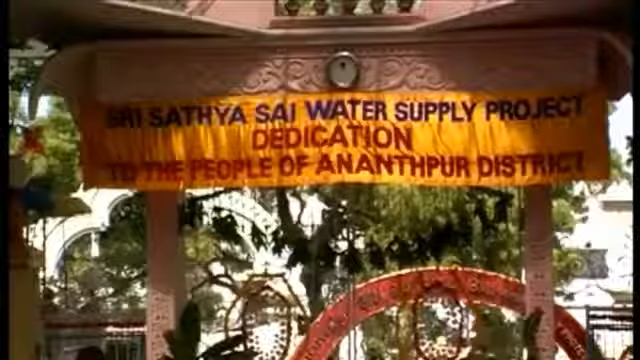 SRI SATHYA SAI WATER SUPPLY PROJECT
DEDICATION
TO THE PEOPLE OF ANANTHPUR DISTRICT